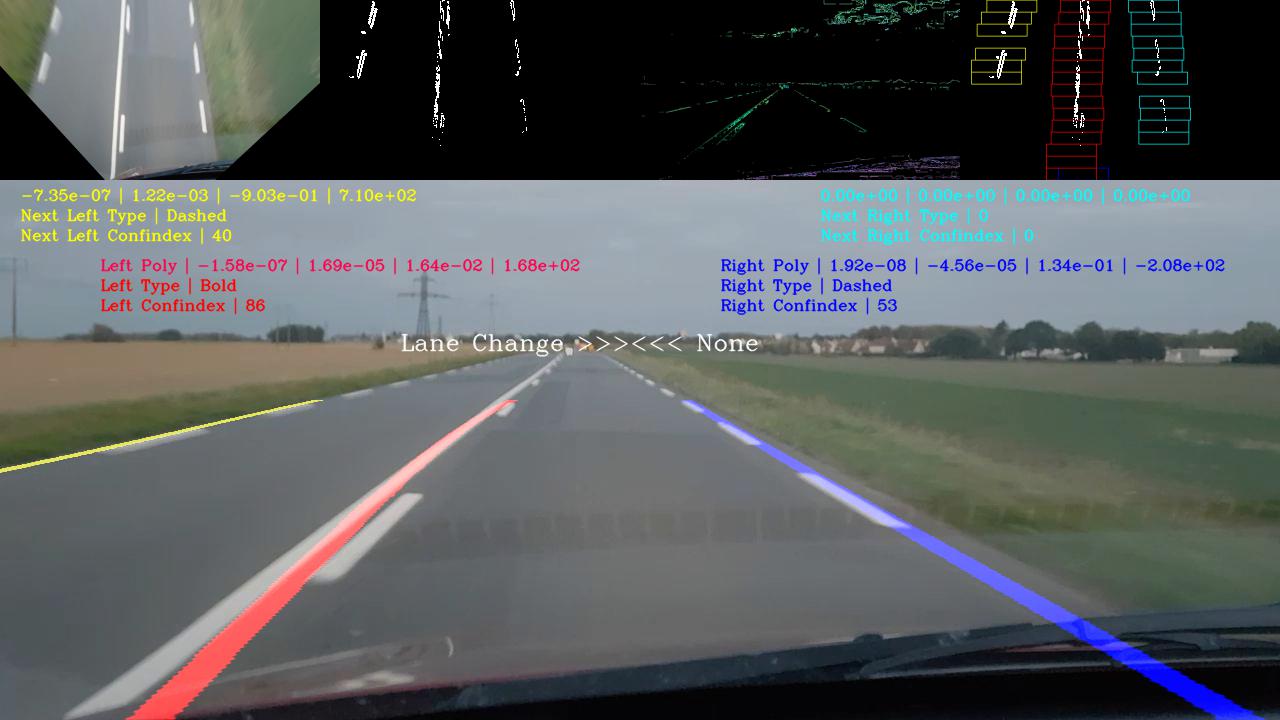 −7.35e−07 | 1.22e−03 | −9.03e−01 | 7.10e+02
Next Left Type | Dashed
Next Left Confindex | 40
0.00e+00 | 0.00e+00 | 0.00e+00 | 0.00e+00
Next Right Type | 0
Next Right Confindex | 0
Left Poly | −1.58e−07 | 1.69e−05 | 1.64e−02 | 1.68e+02
Left Type | Bold
Left Confindex | 86
Right Poly | 1.92e−08 | −4.56e−05 | 1.34e−01 | −2.08e+02
Right Type | Dashed
Right Confindex | 53
Lane Change >>><<< None